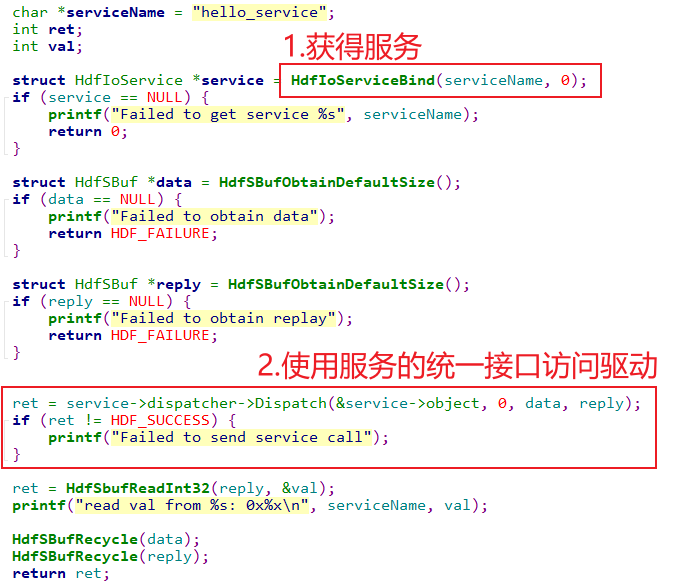 char *serviceName = "hello_service";
int ret;
int val;
1.获得服务
struct HdfIoService *service = HdfIoServiceBind(serviceName, 0);
if (service == NULL) {
printf("Failed to get service %s", serviceName);
return 0;
}
struct HdfSBuf *data = HdfSBufObtainDefaultSize();
if (data == NULL) {
printf("Failed to obtain data");
return HDF_FAILURE;
}
struct HdfSBuf *reply = HdfSBufObtainDefaultSize();
if (reply == NULL) {
printf("Failed to obtain replay");
return HDF_FAILURE;
}
2.使用服务的统一接口访问驱动
ret = service->dispatcher->Dispatch(&service->object, 0, data, reply);
if (ret != HDF_SUCCESS) {
printf("Failed to send service call");
}
ret = HdfSbufReadInt32(reply, &val);
printf("read val from %s: 0x%x\n", serviceName, val);
HdfSBufRecycle(data);
HdfSBufRecycle(reply);
return ret;